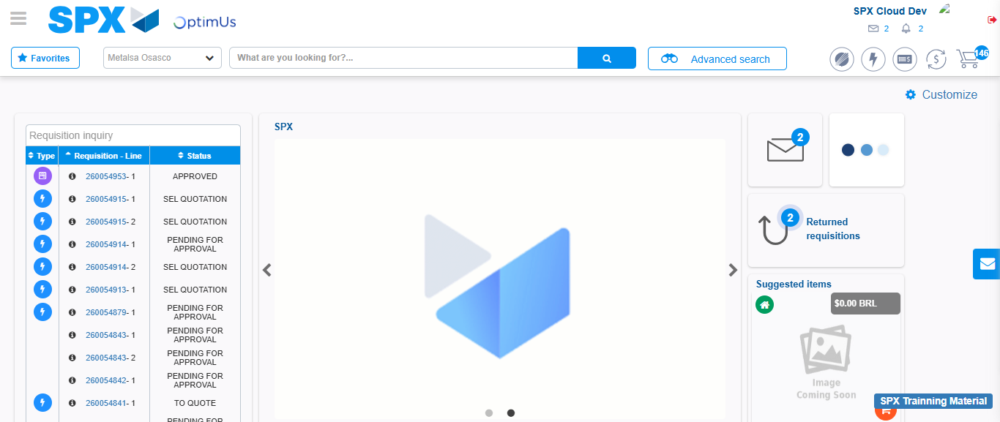 SPX
OptimUs
SPX Cloud Dev
2
2
Favorites
Metalsa Osasco
What are you looking for?...
Advanced search
146
Customize
Requisition inquiry
Type
Requisition - Line
Status
260054953- 1 APPROVED
260054915- 1 SEL QUOTATION
260054915- 2 SEL QUOTATION
260054914- 1 PENDING FOR
APPROVAL
260054914- 2 SEL QUOTATION
260054913- 1 SEL QUOTATION
260054879- 1 PENDING FOR
APPROVAL
260054843- 1 PENDING FOR
APPROVAL
260054843- 2 PENDING FOR
APPROVAL
260054842- 1 PENDING FOR
APPROVAL
260054841- 1 TO QUOTE
PENDING FOR
SPX
2
2
Returned
requisitions
Suggested items
$0.00 BRL
Image
Coming Soon
SPX Trainning Material